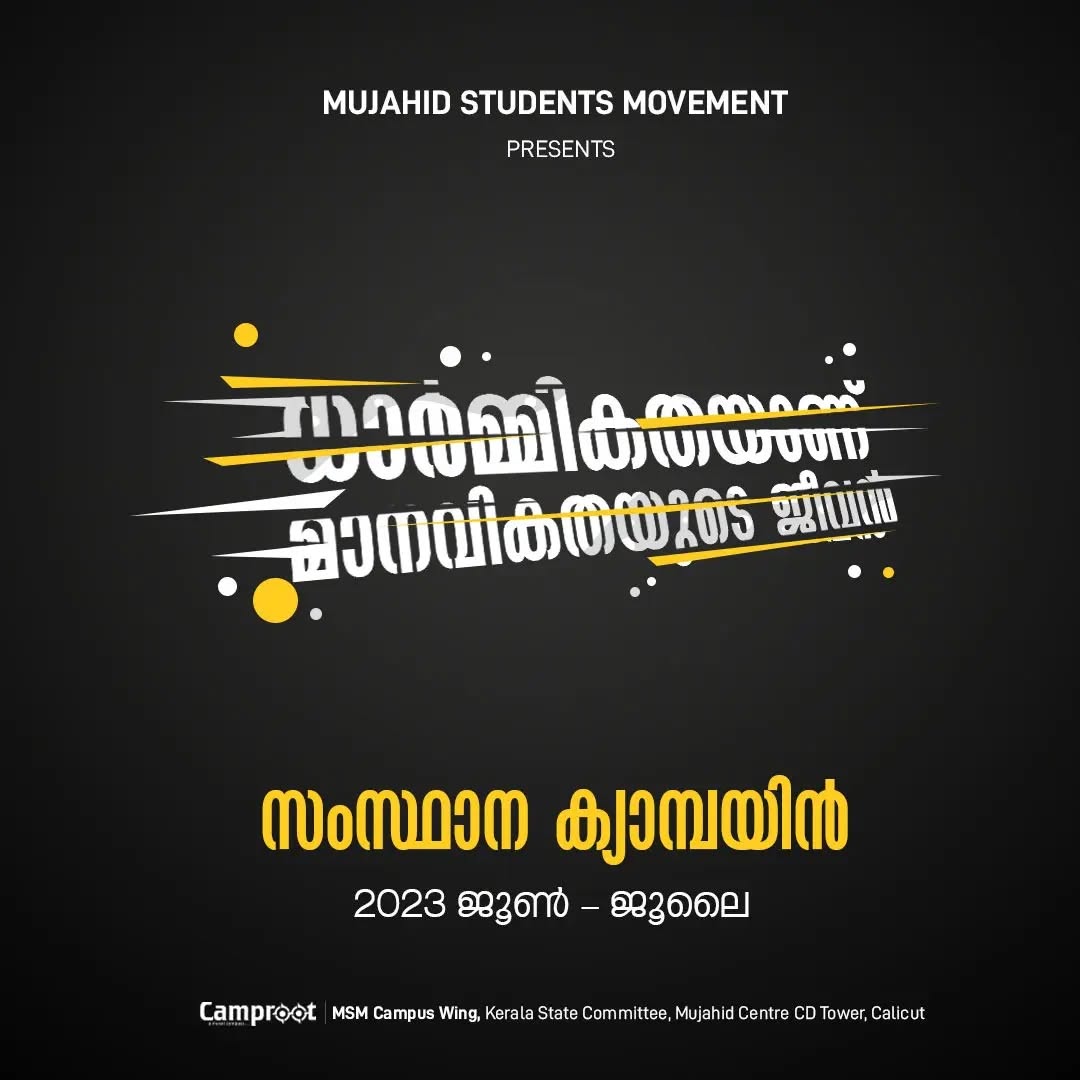 MUJAHID STUDENTS MOVEMENT
PRESENTS
ധാർമ്മികതയാണ്
മാനവികതയുടെ ജീവൻ
സംസ്ഥാന ക്യാമ്പയിൻ
2023 ജൂൺ – ജൂലൈ
Camproot MSM Campus Wing, Kerala State Committee, Mujahid Centre CD Tower, Calicut